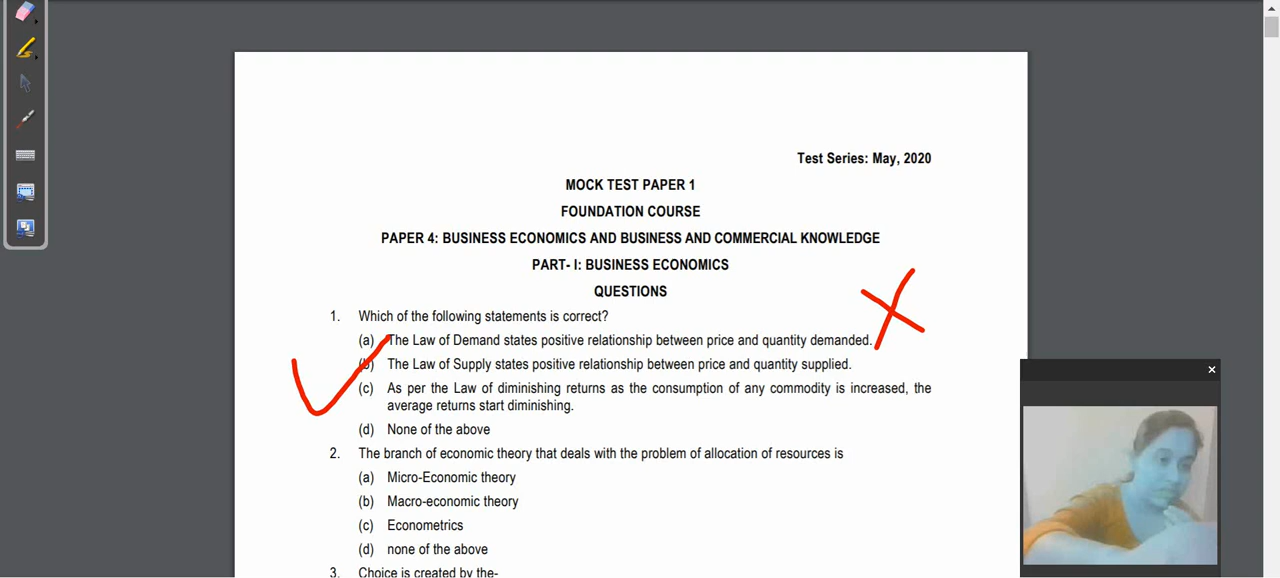 Test Series: May, 2020
MOCK TEST PAPER 1
FOUNDATION COURSE
PAPER 4: BUSINESS ECONOMICS AND BUSINESS AND COMMERCIAL KNOWLEDGE
PART- I: BUSINESS ECONOMICS
QUESTIONS
1. Which of the following statements is correct?
(a) The Law of Demand states positive relationship between price and quantity demanded.
(b) The Law of Supply states positive relationship between price and quantity supplied.
(c) As per the Law of diminishing returns as the consumption of any commodity is increased, the
average returns start diminishing.
(d) None of the above
2. The branch of economic theory that deals with the problem of allocation of resources is
(a) Micro-Economic theory
(b) Macro-economic theory
(c) Econometrics
(d) none of the above
3. Choice is created by the-